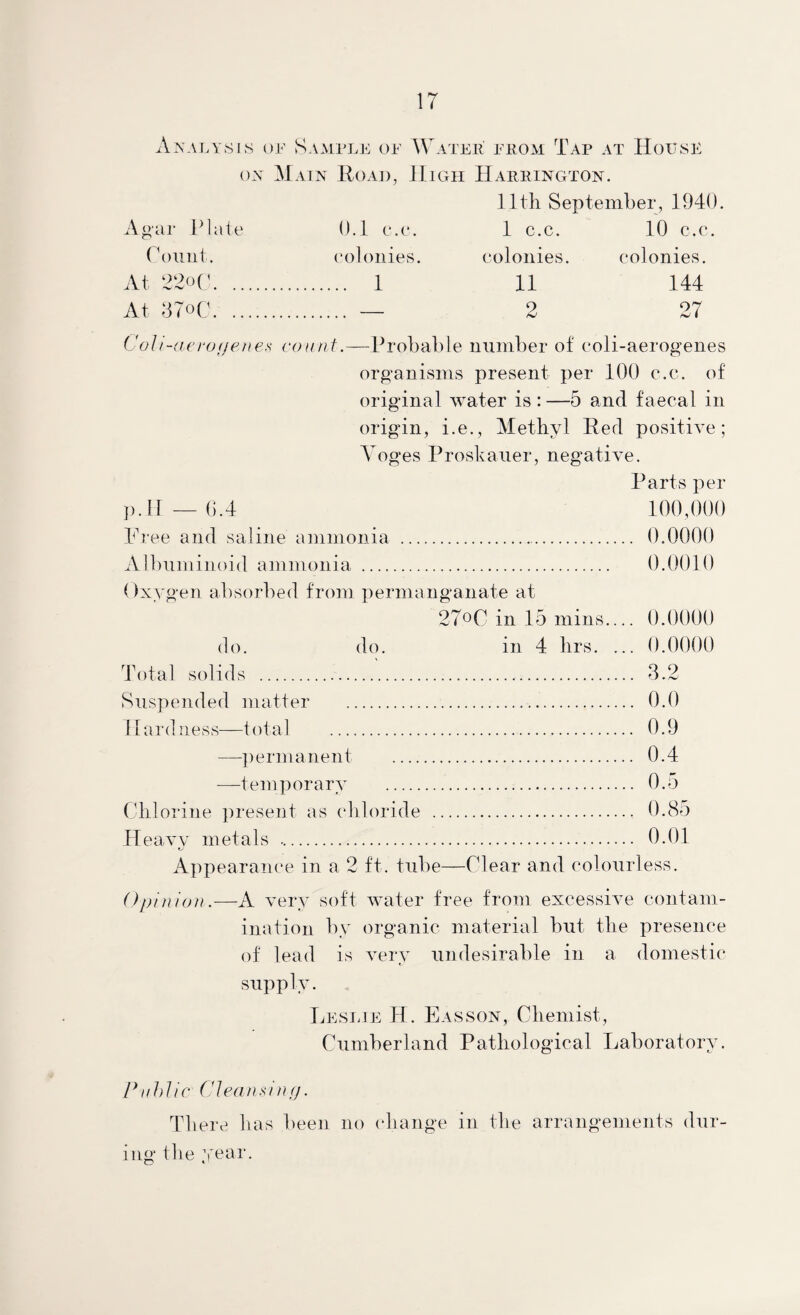 17
Analysis of Sample of Water from Tap at House
on Main Road, High Harrington.
11th September, 1940.
Agar Plate 0.1 c.c. 1 c.c. 10 c.c.
Count. colonies. colonies. colonies.
At 22oC. ............... 1 11 144
At 37oC. ............... — 2 27
Coli-aerogenes count.—Probable number of coli-aerogenes
organisms present per 100 c.c. of
original water is:—5 and faecal in
origin, i.e., Methyl Red positive;
Voges Proskauer, negative.
Parts per
p.H — 6.4 100,000
Free and saline ammonia ................................ 0.0000
Albuminoid ammonia .................................... 0.0010
Oxygen absorbed from permanganate at
27oC in 15 mins.... 0.0000
do. do. in 4 hrs. ... 0.0000
Total solids ..................................................... 3.2
Suspended matter ......................................... 0.0
Hardness—total ........................................... 0.9
—permanent ................................... 0.4
—temporary ................................... 0.5
Chlorine present as chloride ............................. 0.85
Heavy metals .................................................. 0.01
Appearance in a 2 ft. tube—Clear and colourless.
Opinion.—A very soft water free from excessive contam-
ination by organic material but the presence
of lead is very undesirable in a domestic
supply.
Leslie H. Easson, Chemist,
Cumberland Pathological Laboratory.
Public Cleansing.
There has been no change in the arrangements dur-
ing the year.